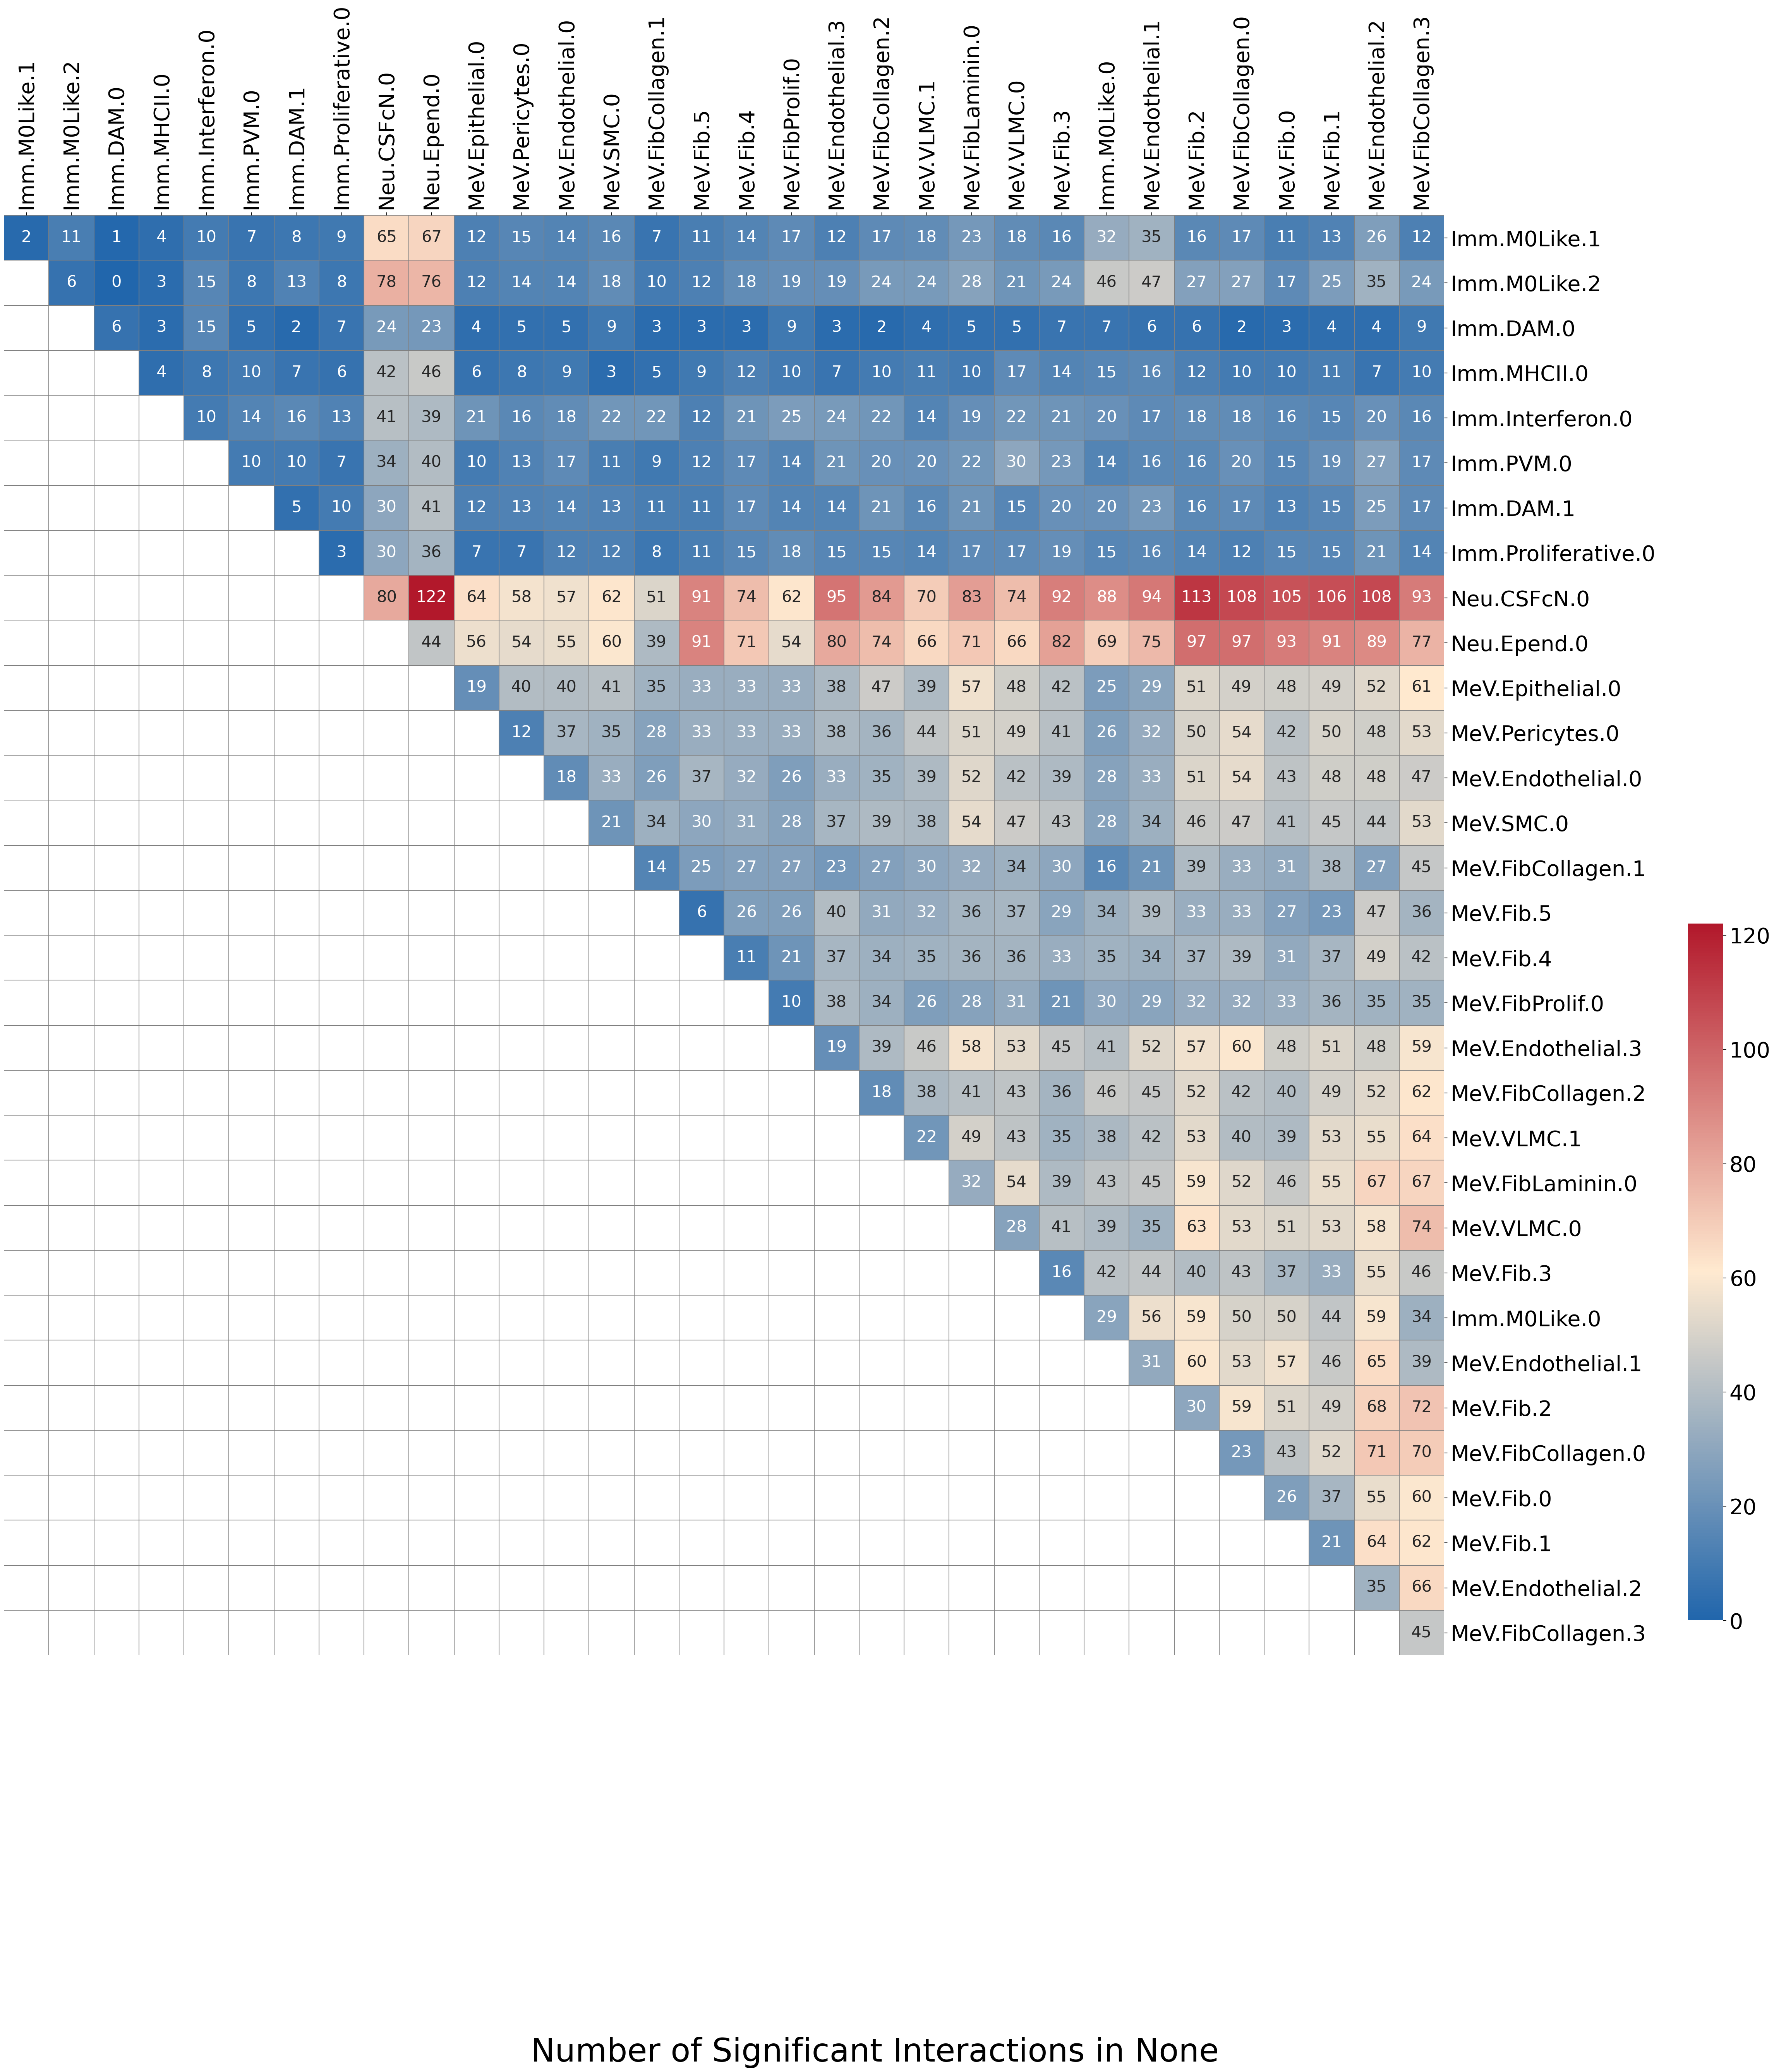 Imm.M0Like.1
Imm.M0Like.2
Imm.DAM.0
Imm.MHCII.0
Imm.Interferon.0
Imm.PVM.0
Imm.DAM.1
Imm.Proliferative.0
Neu.CSFcN.0
Neu.Epend.0
MeV.Epithelial.0
MeV.Pericytes.0
MeV.Endothelial.0
MeV.SMC.0
MeV.FibCollagen.1
MeV.Fib.5
MeV.Fib.4
MeV.FibProlif.0
MeV.Endothelial.3
MeV.FibCollagen.2
MeV.VLMC.1
MeV.FibLaminin.0
MeV.VLMC.0
MeV.Fib.3
Imm.M0Like.0
MeV.Endothelial.1
MeV.Fib.2
MeV.FibCollagen.0
MeV.Fib.0
MeV.Fib.1
MeV.Endothelial.2
MeV.FibCollagen.3
2 11 1 4 10 7 8 9 65 67 12 15 14 16 7 11 14 17 12 17 18 23 18 16 32 35 16 17 11 13 26 12 Imm.M0Like.1
6 0 3 15 8 13 8 78 76 12 14 14 18 10 12 18 19 19 24 24 28 21 24 46 47 27 27 17 25 35 24 Imm.M0Like.2
6 3 15 5 2 7 24 23 4 5 5 9 3 3 3 9 3 2 4 5 5 7 7 6 6 2 3 4 4 9 Imm.DAM.0
4 8 10 7 6 42 46 6 8 9 3 5 9 12 10 7 10 11 10 17 14 15 16 12 10 10 11 7 10 Imm.MHCII.0
10 14 16 13 41 39 21 16 18 22 22 12 21 25 24 22 14 19 22 21 20 17 18 18 16 15 20 16 Imm.Interferon.0
10 10 7 34 40 10 13 17 11 9 12 17 14 21 20 20 22 30 23 14 16 16 20 15 19 27 17 Imm.PVM.0
5 10 30 41 12 13 14 13 11 11 17 14 14 21 16 21 15 20 20 23 16 17 13 15 25 17 Imm.DAM.1
3 30 36 7 7 12 12 8 11 15 18 15 15 14 17 17 19 15 16 14 12 15 15 21 14 Imm.Proliferative.0
80 122 64 58 57 62 51 91 74 62 95 84 70 83 74 92 88 94 113 108 105 106 108 93 Neu.CSFcN.0
44 56 54 55 60 39 91 71 54 80 74 66 71 66 82 69 75 97 97 93 91 89 77 Neu.Epend.0
19 40 40 41 35 33 33 33 38 47 39 57 48 42 25 29 51 49 48 49 52 61 MeV.Epithelial.0
12 37 35 28 33 33 33 38 36 44 51 49 41 26 32 50 54 42 50 48 53 MeV.Pericytes.0
18 33 26 37 32 26 33 35 39 52 42 39 28 33 51 54 43 48 48 47 MeV.Endothelial.0
21 34 30 31 28 37 39 38 54 47 43 28 34 46 47 41 45 44 53 MeV.SMC.0
14 25 27 27 23 27 30 32 34 30 16 21 39 33 31 38 27 45 MeV.FibCollagen.1
6 26 26 40 31 32 36 37 29 34 39 33 33 27 23 47 36 MeV.Fib.5
11 21 37 34 35 36 36 33 35 34 37 39 31 37 49 42 MeV.Fib.4
10 38 34 26 28 31 21 30 29 32 32 33 36 35 35 MeV.FibProlif.0
19 39 46 58 53 45 41 52 57 60 48 51 48 59 MeV.Endothelial.3
18 38 41 43 36 46 45 52 42 40 49 52 62 MeV.FibCollagen.2
22 49 43 35 38 42 53 40 39 53 55 64 MeV.VLMC.1
32 54 39 43 45 59 52 46 55 67 67 MeV.FibLaminin.0
28 41 39 35 63 53 51 53 58 74 MeV.VLMC.0
16 42 44 40 43 37 33 55 46 MeV.Fib.3
29 56 59 50 50 44 59 34 Imm.M0Like.0
31 60 53 57 46 65 39 MeV.Endothelial.1
30 59 51 49 68 72 MeV.Fib.2
23 43 52 71 70 MeV.FibCollagen.0
26 37 55 60 MeV.Fib.0
21 64 62 MeV.Fib.1
35 66 MeV.Endothelial.2
45 MeV.FibCollagen.3
120
100
80
60
40
20
0
Number of Significant Interactions in None